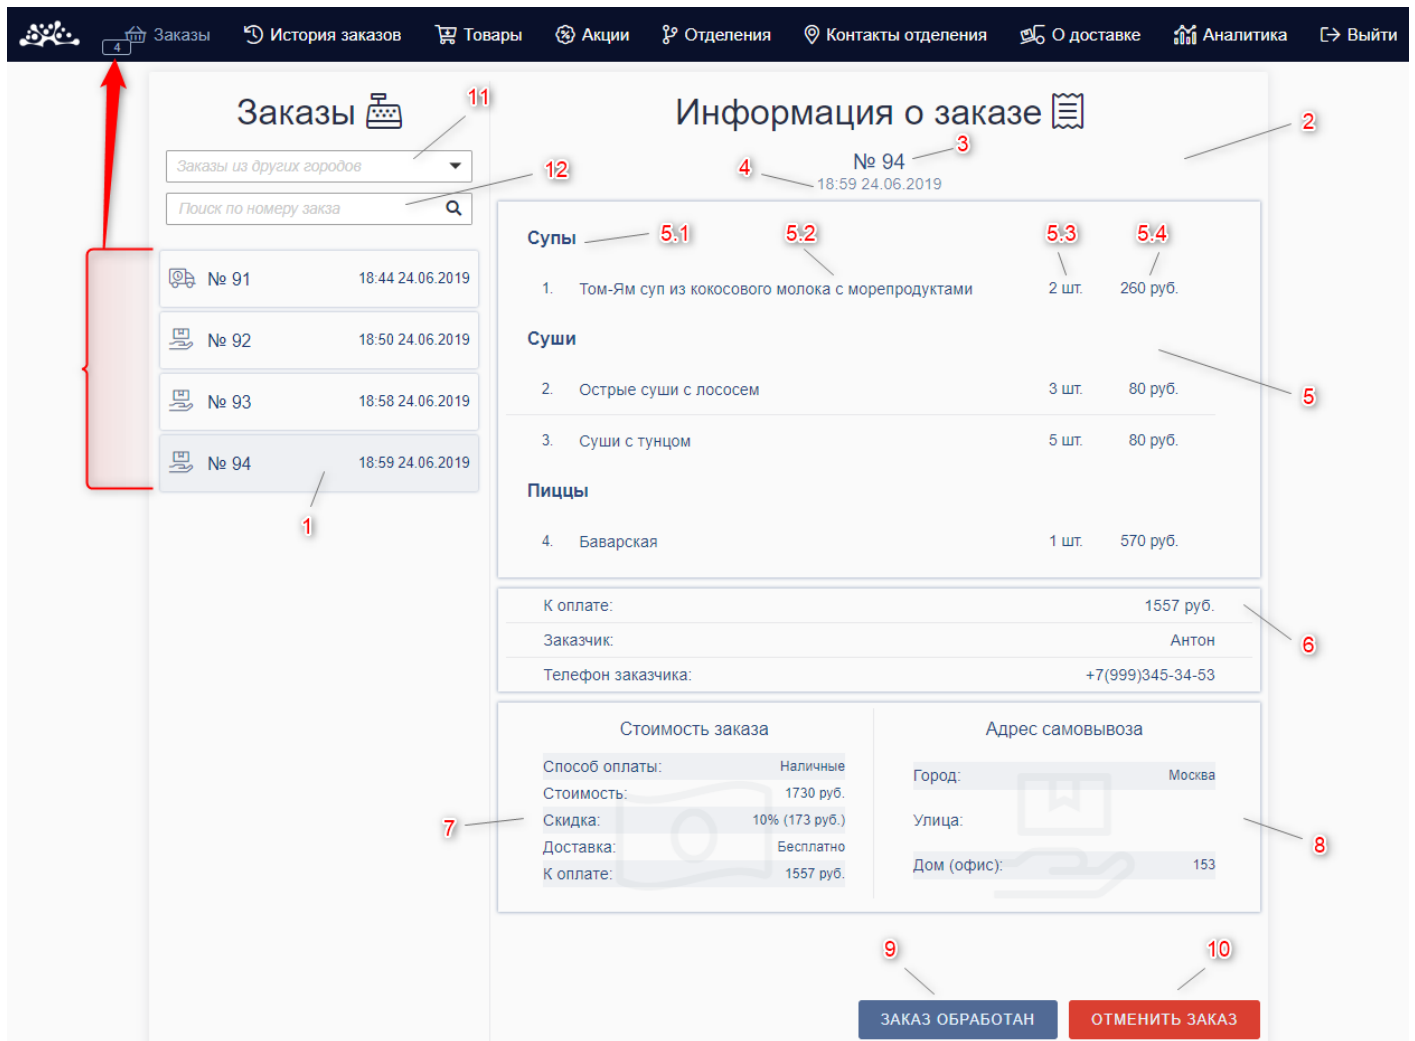 4
Заказы
История заказов
Товары
Акции
Отделения
Контакты отделения
О доставке
Аналитика
Выйти
Заказы
11
Заказы из других городов
12
Поиск по номеру закза
№ 91 18:44 24.06.2019
№ 92 18:50 24.06.2019
№ 93 18:58 24.06.2019
№ 94 18:59 24.06.2019
1
Информация о заказе
2
№ 94
3
4
18:59 24.06.2019
Супы
5.1
5.2
5.3
5.4
1. Том-Ям суп из кокосового молока с морепродуктами 2 шт. 260 руб.
Суши
5
2. Острые суши с лососем 3 шт. 80 руб.
3. Суши с тунцом 5 шт. 80 руб.
Пиццы
4. Баварская 1 шт. 570 руб.
К оплате: 1557 руб.
6
Заказчик: Антон
Телефон заказчика: +7(999)345-34-53
Стоимость заказа
Способ оплаты: Наличные
Стоимость: 1730 руб.
7
Скидка: 10% (173 руб.)
Доставка: Бесплатно
К оплате: 1557 руб.
Адрес самовывоза
Город: Москва
Улица:
8
Дом (офис): 153
9
10
ЗАКАЗ ОБРАБОТАН
ОТМЕНИТЬ ЗАКАЗ